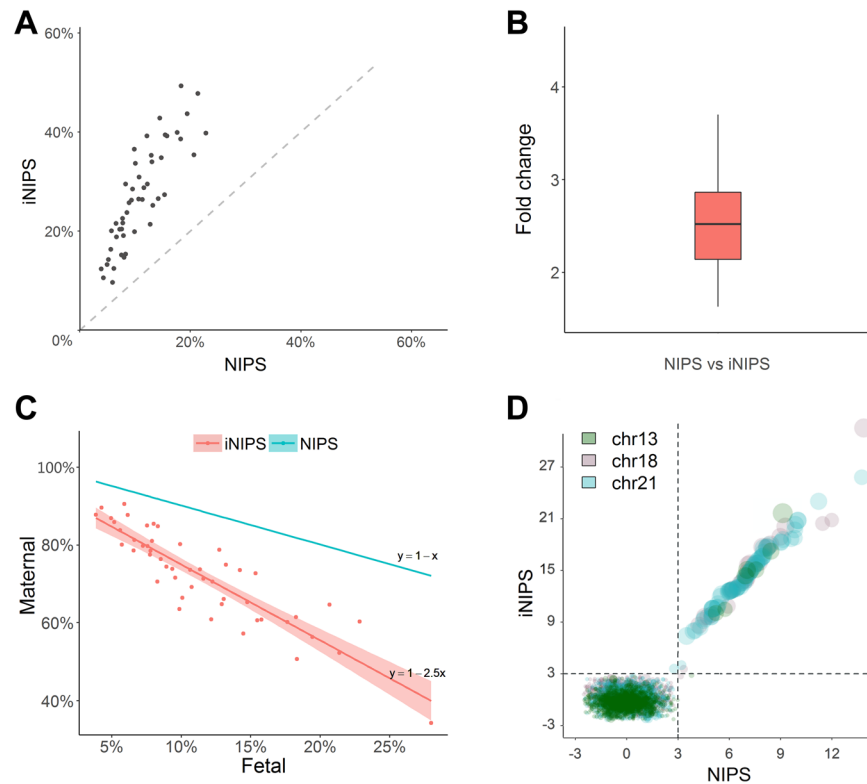 A
60%
40%
20%
0%
iNIPS
20%
40%
60%
NIPS
B
4
3
2
Fold change
NIPS vs iNIPS
C
iNIPS
NIPS
100%
80%
60%
40%
Maternal
y = 1 − x
y = 1 − 2.5x
5%
10%
15%
20%
25%
Fetal
D
chr13
chr18
chr21
27
21
15
9
3
-3
iNIPS
-3
0
3
6
9
12
NIPS